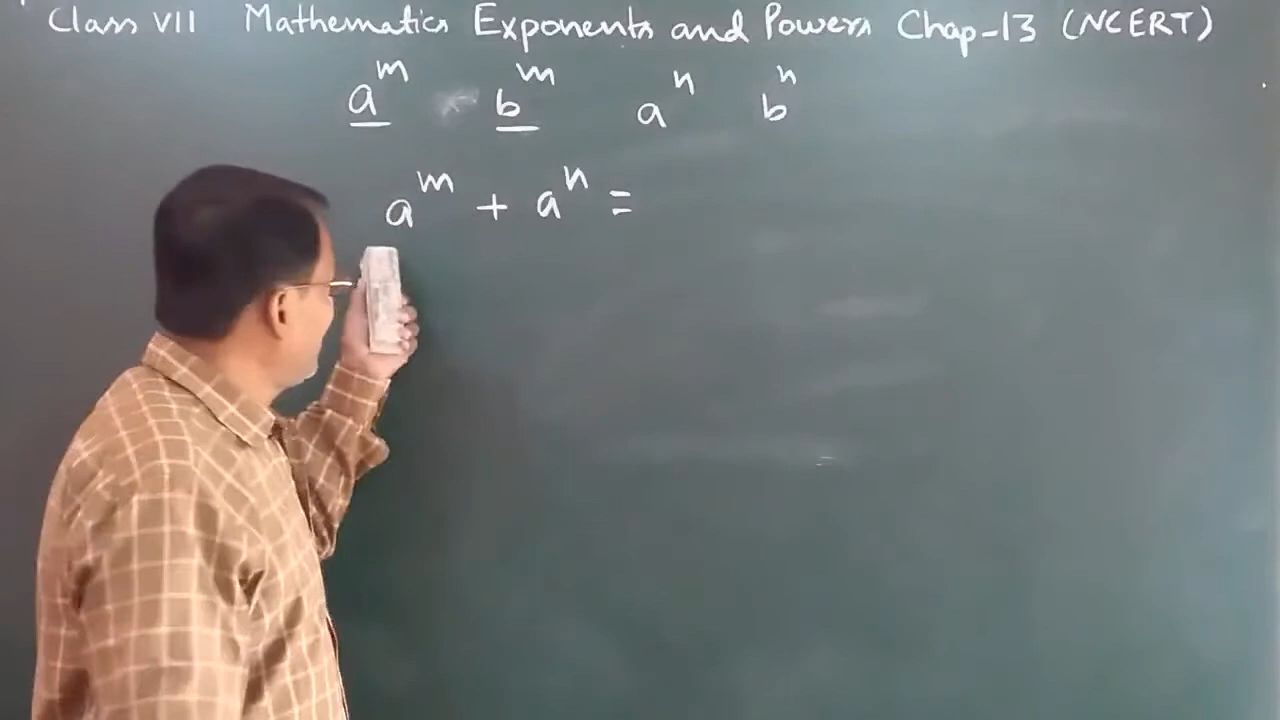 Class VII Mathematics Exponents and Powers Chap-13 (NCERT)
a^m b^m a^n b^n
a^m + a^n =